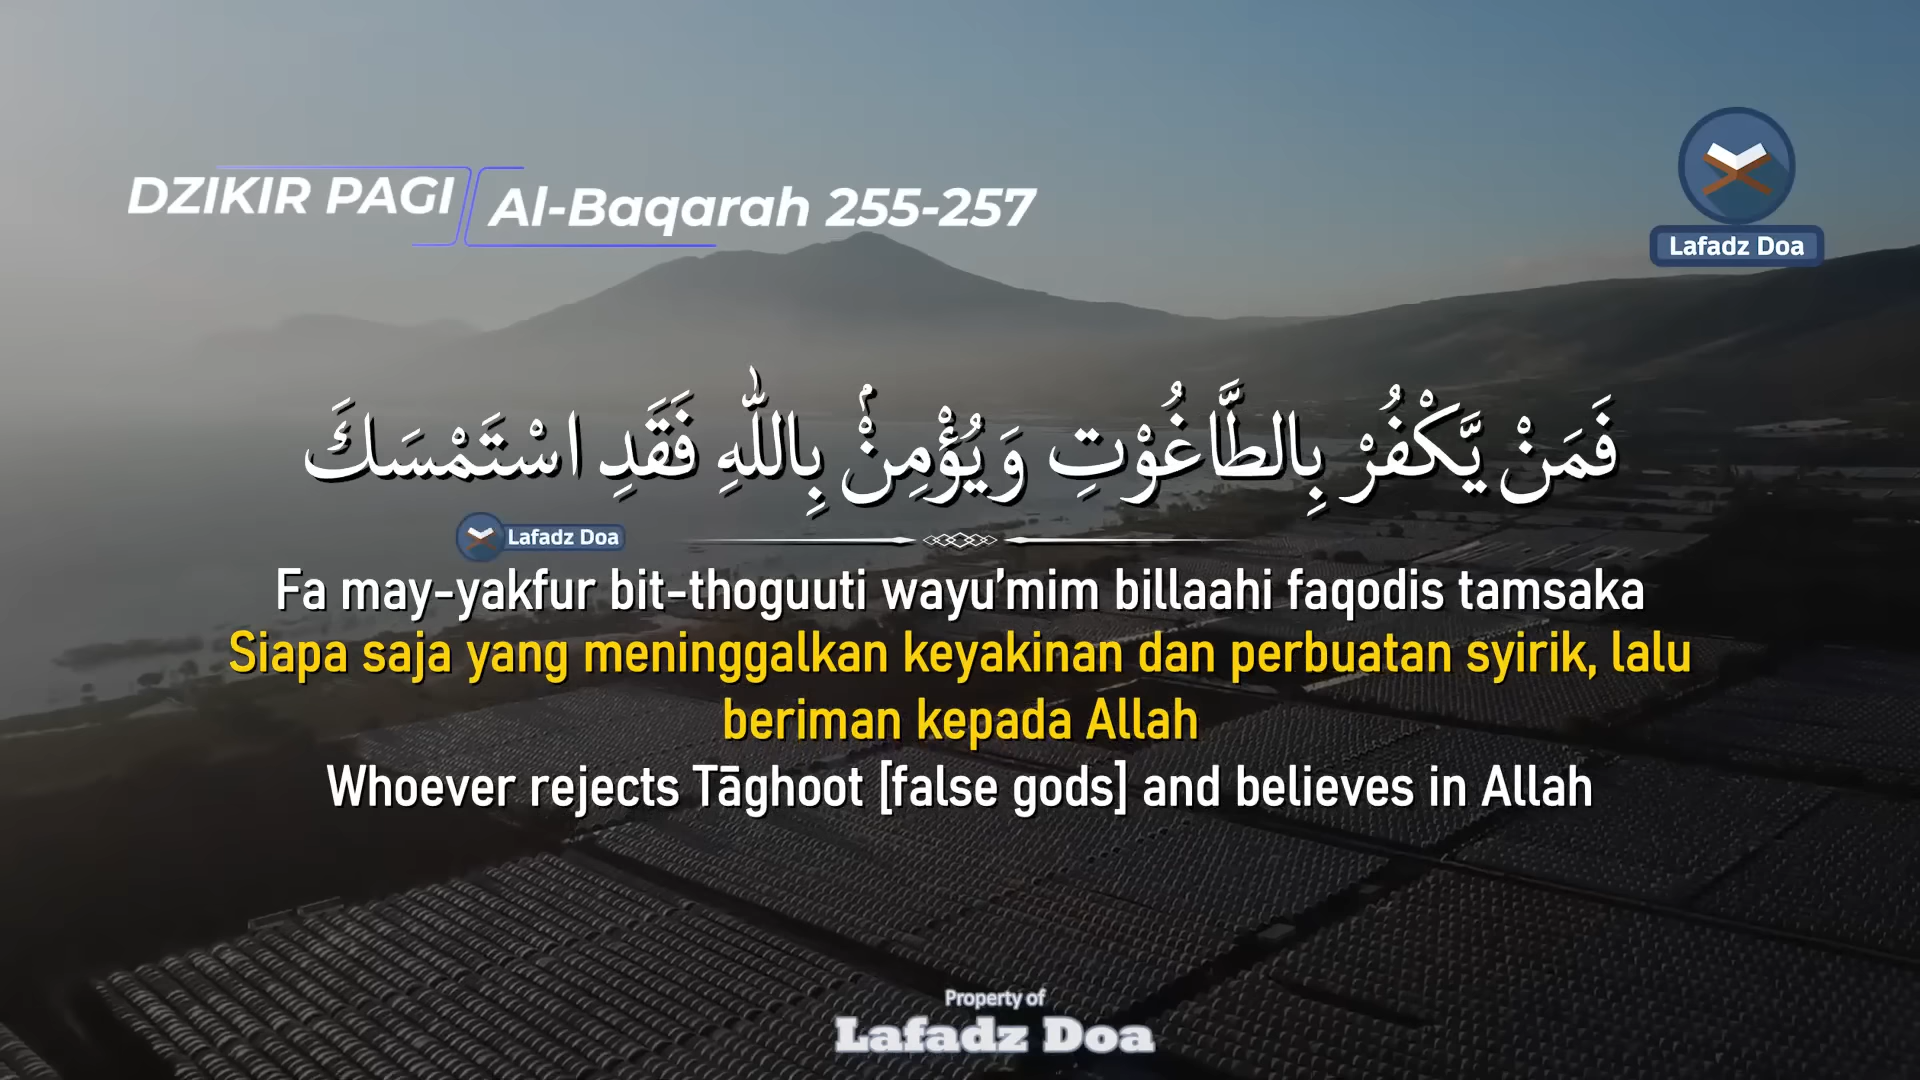 DZIKIR PAGI
Al-Baqarah 255-257
Lafadz Doa
فَمَنْ يَّكْفُرْ بِالطَّاغُوْتِ وَيُؤْمِنْۢ بِاللّٰهِ فَقَدِ اسْتَمْسَكَ
Lafadz Doa
Fa may-yakfur bit-thoguuti wayu’mim billaahi faqodis tamsaka
Siapa saja yang meninggalkan keyakinan dan perbuatan syirik, lalu
beriman kepada Allah
Whoever rejects Tāghoot [false gods] and believes in Allah
Property of
Lafadz Doa